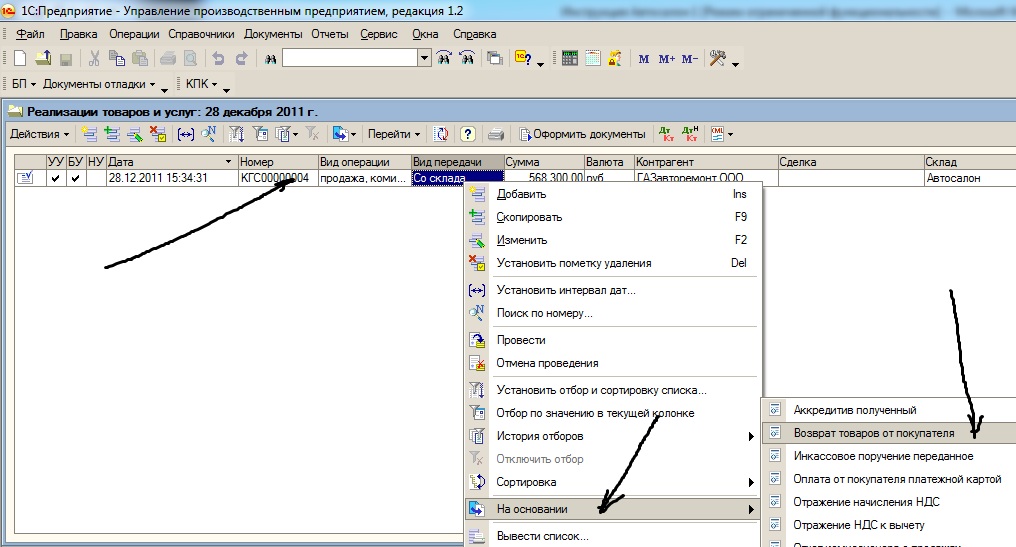 1С:Предприятие - Управление производственным предприятием, редакция 1.2
Файл Правка Операции Справочники Документы Отчеты Сервис Окна Справка
M M+ M-
БП Документы отладки КПК
Реализации товаров и услуг: 28 декабря 2011 г.
Действия Перейти Оформить документы
УУ БУ НУ Дата Номер Вид операции Вид передачи Сумма Валюта Контрагент Сделка Склад
28.12.2011 15:34:31 КГС00000004 продажа, коми... Со склада 568 300,00 руб ГАЗавторемонт ООО Автосалон
Добавить Ins
Скопировать F9
Изменить F2
Установить пометку удаления Del
Установить интервал дат...
Поиск по номеру...
Провести
Отмена проведения
Установить отбор и сортировку списка...
Отбор по значению в текущей колонке
История отборов
Отключить отбор
Сортировка
На основании
Вывести список...
Аккредитив полученный
Возврат товаров от покупателя
Инкассовое поручение переданное
Оплата от покупателя платежной картой
Отражение начисления НДС
Отражение НДС к вычету